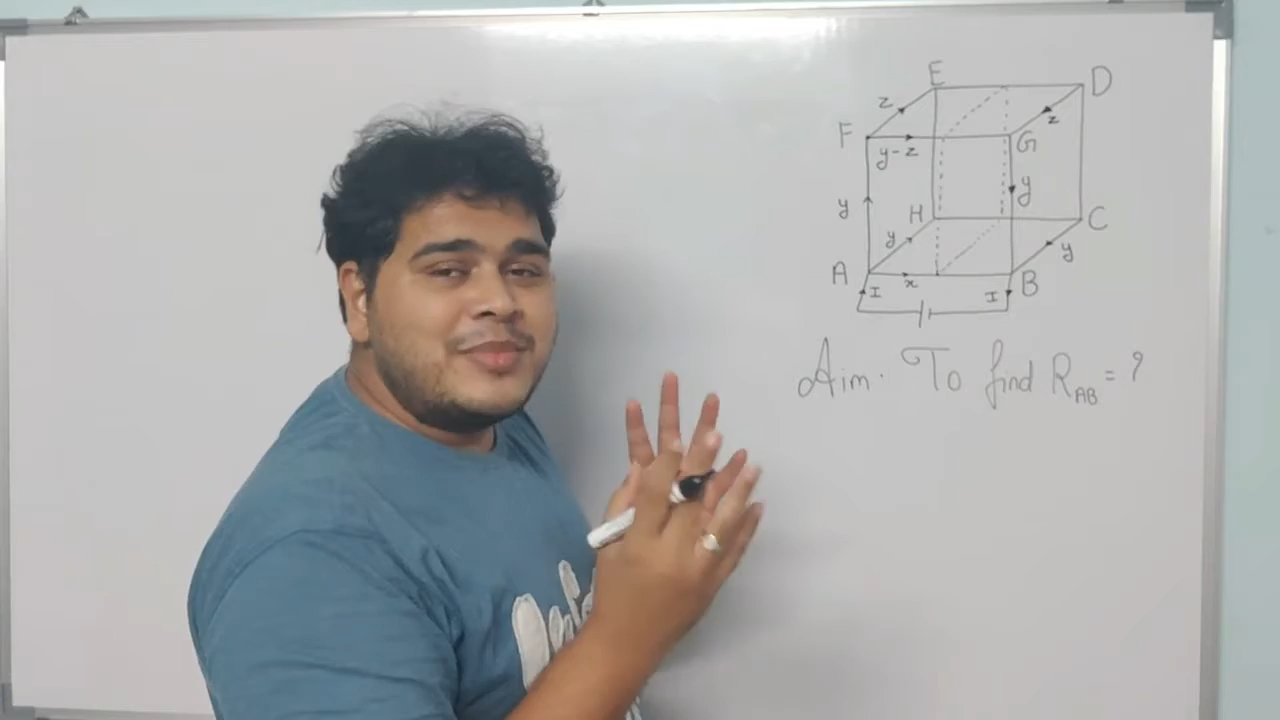 E D
z z
F G
y-z
y y
H C
y y
A x B
I I
Aim. To find R_AB = ?